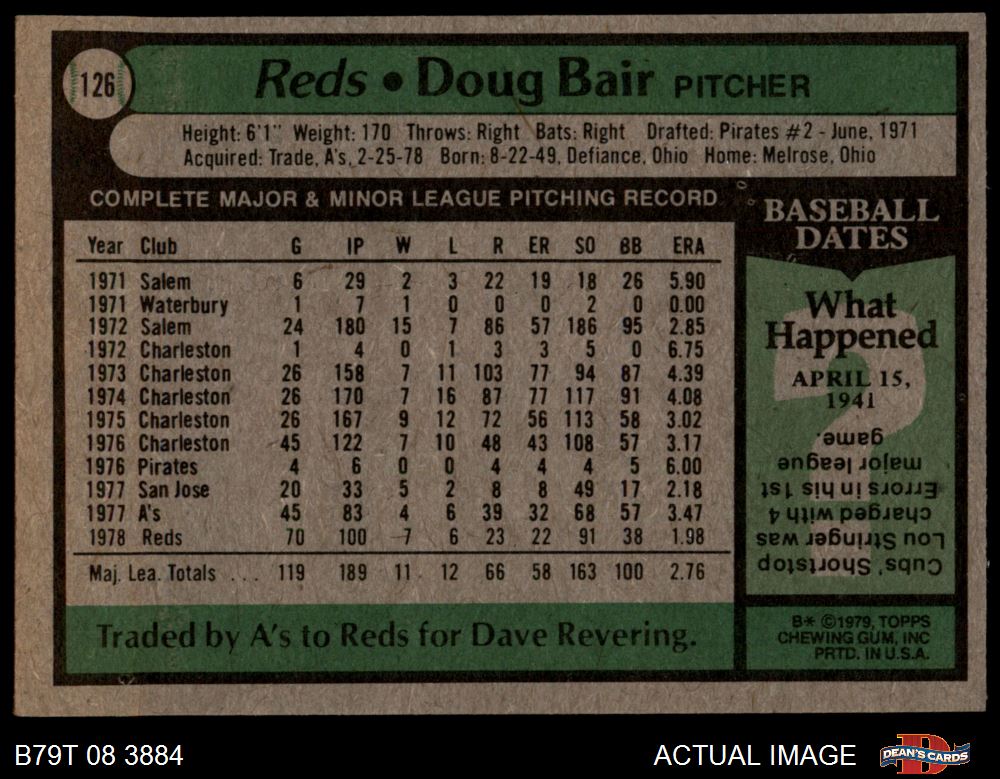 126
Reds • Doug Bair PITCHER
Height: 6'1" Weight: 170 Throws: Right Bats: Right Drafted: Pirates #2 - June, 1971
Acquired: Trade, A's, 2-25-78 Born: 8-22-49, Defiance, Ohio Home: Melrose, Ohio
COMPLETE MAJOR & MINOR LEAGUE PITCHING RECORD
Year Club G IP W L R ER SO BB ERA
1971 Salem 6 29 2 3 22 19 18 26 5.90
1971 Waterbury 1 7 1 0 0 0 2 0 0.00
1972 Salem 24 180 15 7 86 57 186 95 2.85
1972 Charleston 1 4 0 1 3 3 5 0 6.75
1973 Charleston 26 158 7 11 103 77 94 87 4.39
1974 Charleston 26 170 7 16 87 77 117 91 4.08
1975 Charleston 26 167 9 12 72 56 113 58 3.02
1976 Charleston 45 122 7 10 48 43 108 57 3.17
1976 Pirates 4 6 0 0 4 4 4 5 6.00
1977 San Jose 20 33 5 2 8 8 49 17 2.18
1977 A's 45 83 4 6 39 32 68 57 3.47
1978 Reds 70 100 7 6 23 22 91 38 1.98
Maj. Lea. Totals ... 119 189 11 12 66 58 163 100 2.76
Traded by A's to Reds for Dave Revering.
BASEBALL
DATES
What
Happened
APRIL 15,
1941
Cubs' Shortstop
Lou Stringer was
charged with 4
Errors in his 1st
major league
game.
B* ©1979, TOPPS
CHEWING GUM, INC
PRTD. IN U.S.A.
B79T 08 3884
ACTUAL IMAGE
DEAN'S CARDS